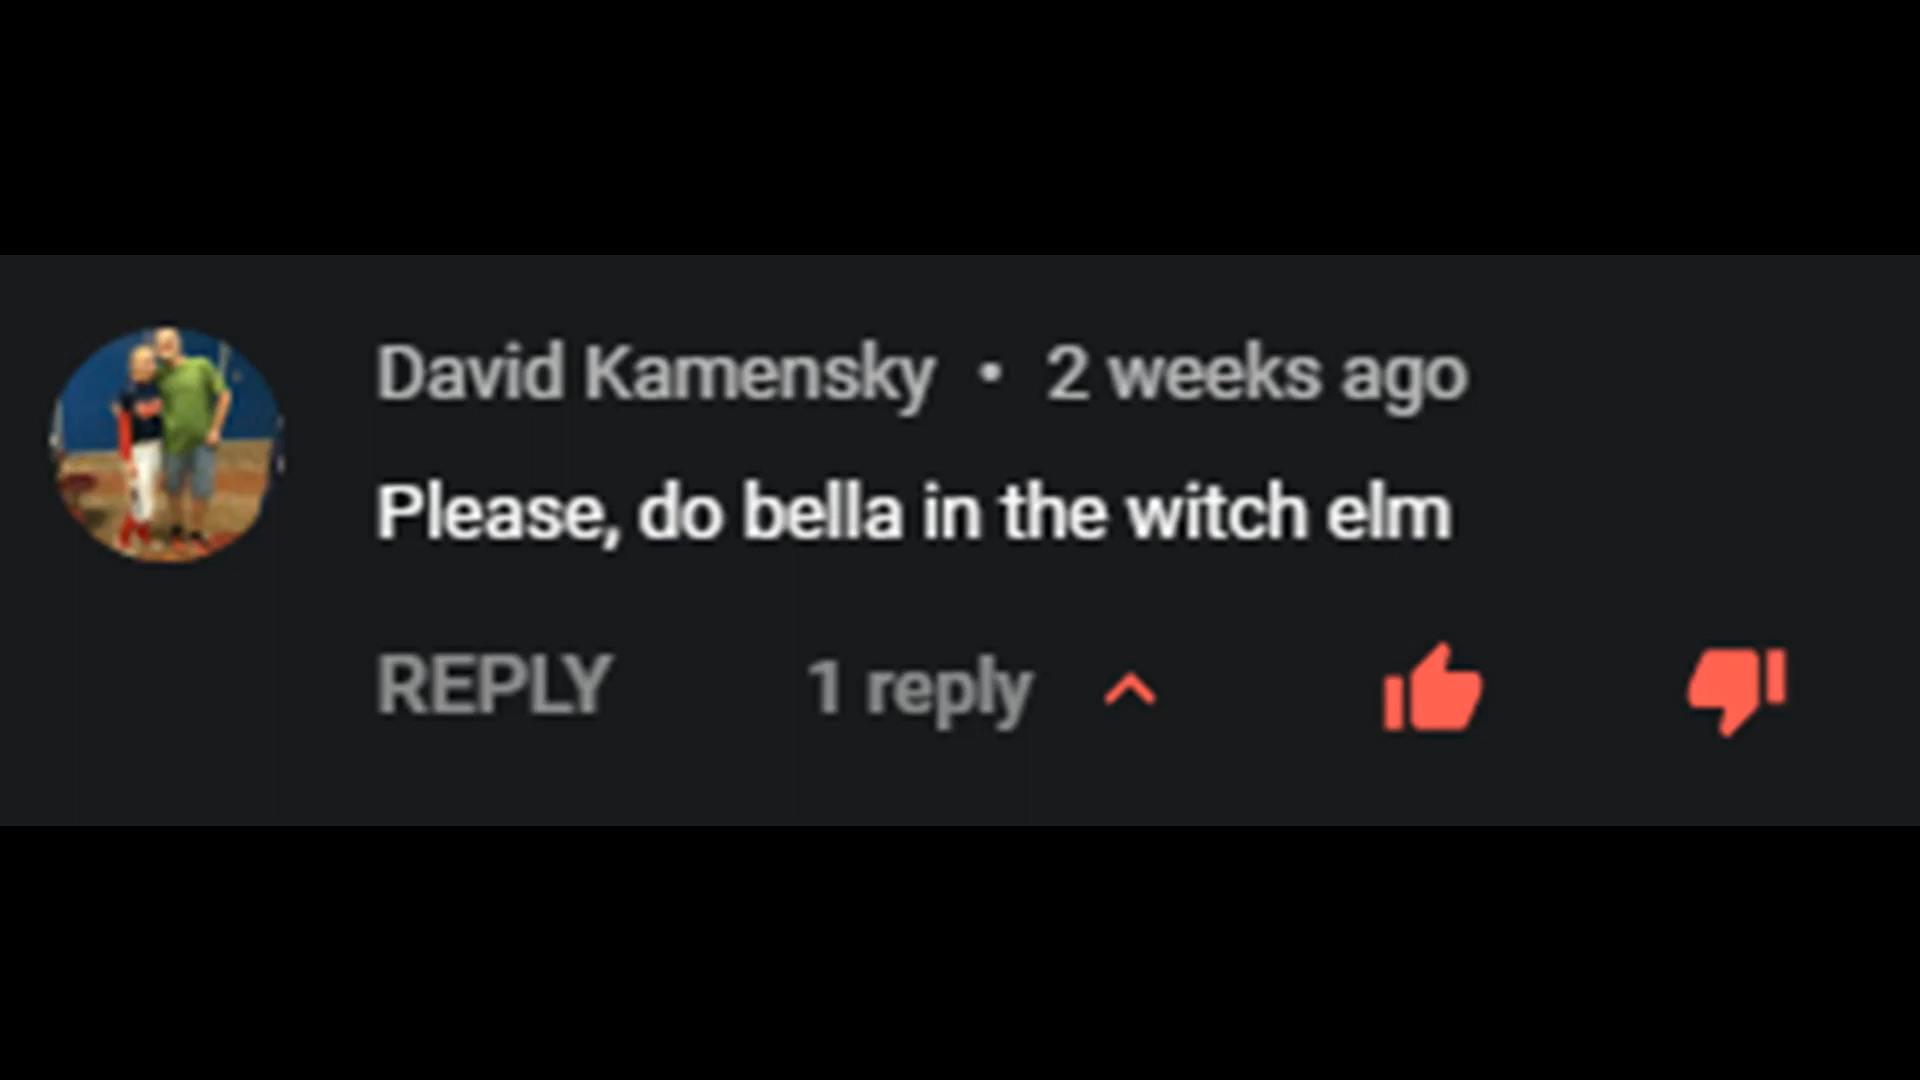 David Kamensky • 2 weeks ago
Please, do bella in the witch elm
REPLY 1 reply